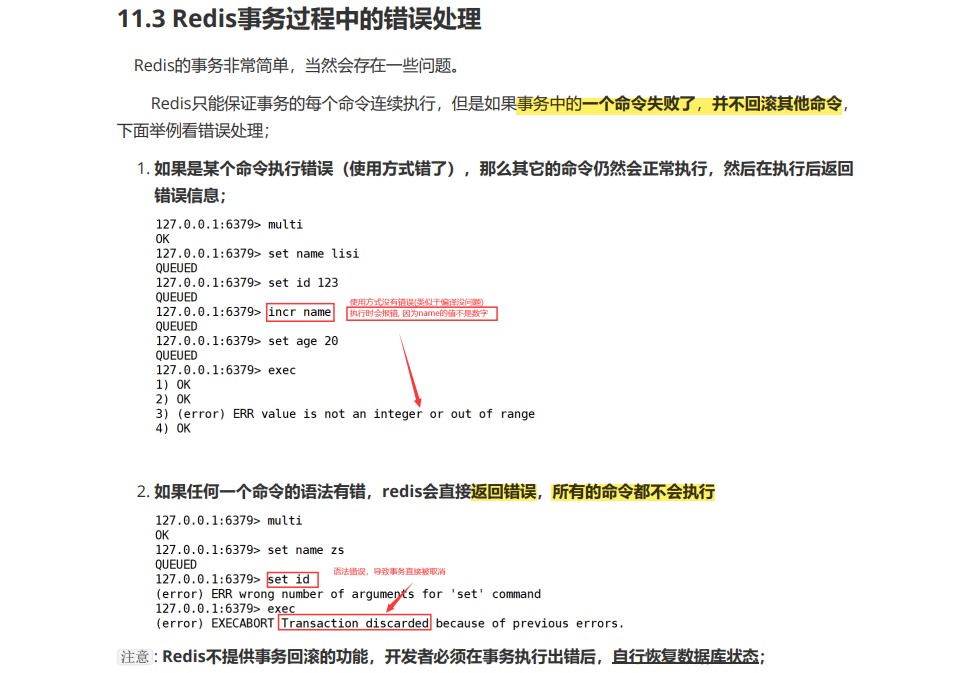 11.3 Redis事务过程中的错误处理
Redis的事务非常简单，当然会存在一些问题。
Redis只能保证事务的每个命令连续执行，但是如果事务中的一个命令失败了，并不回滚其他命令，
下面举例看错误处理；
1. 如果是某个命令执行错误（使用方式错了），那么其它的命令仍然会正常执行，然后在执行后返回
错误信息；
127.0.0.1:6379> multi
OK
127.0.0.1:6379> set name lisi
QUEUED
127.0.0.1:6379> set id 123
QUEUED
使用方式没有错误(类似于编译没问题)
127.0.0.1:6379> incr name 执行时会报错, 因为name的值不是数字
QUEUED
127.0.0.1:6379> set age 20
QUEUED
127.0.0.1:6379> exec
1) OK
2) OK
3) (error) ERR value is not an integer or out of range
4) OK
2. 如果任何一个命令的语法有错，redis会直接返回错误，所有的命令都不会执行
127.0.0.1:6379> multi
OK
127.0.0.1:6379> set name zs
QUEUED
127.0.0.1:6379> set id 语法错误，导致事务直接被取消
(error) ERR wrong number of arguments for 'set' command
127.0.0.1:6379> exec
(error) EXECABORT Transaction discarded because of previous errors.
注意: Redis不提供事务回滚的功能，开发者必须在事务执行出错后，自行恢复数据库状态；